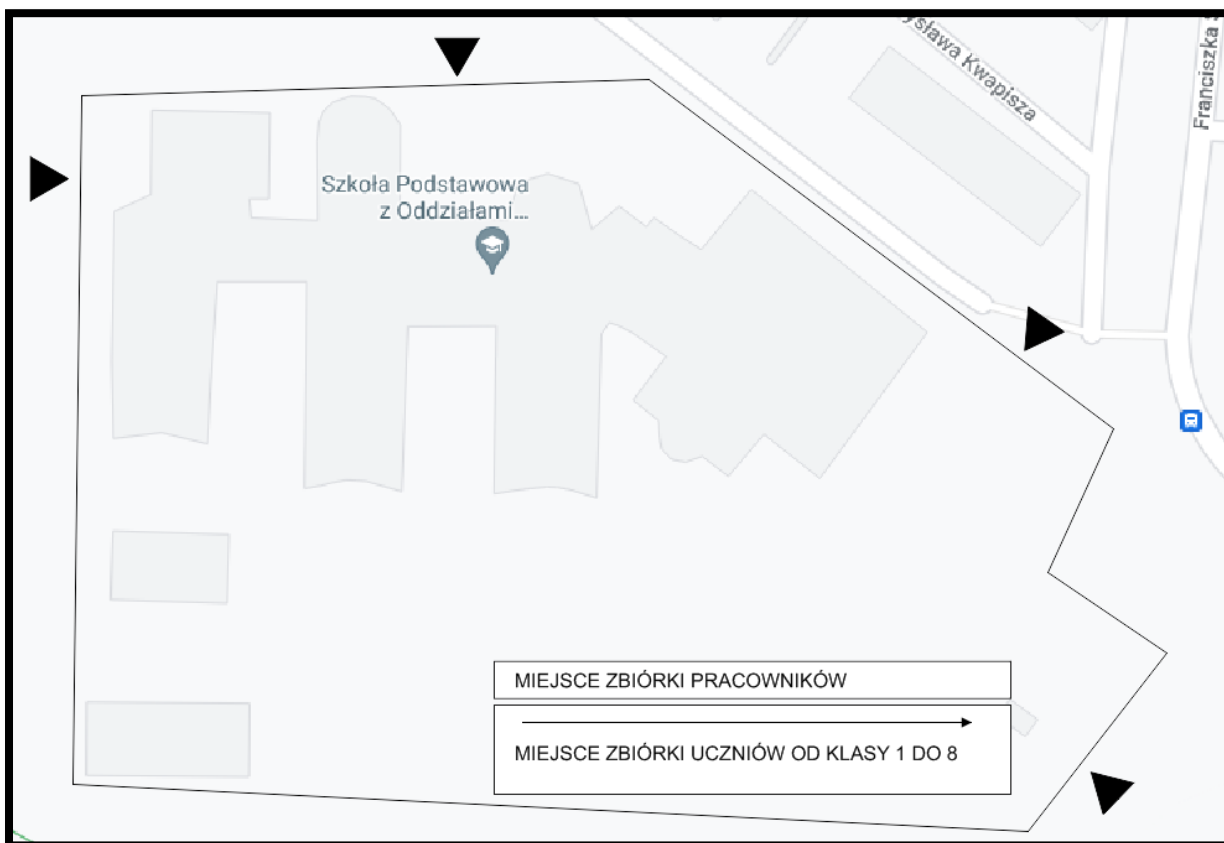 ysława Kwapisza
Franciszka
Szkoła Podstawowa
z Oddziałami...
MIEJSCE ZBIÓRKI PRACOWNIKÓW
MIEJSCE ZBIÓRKI UCZNIÓW OD KLASY 1 DO 8